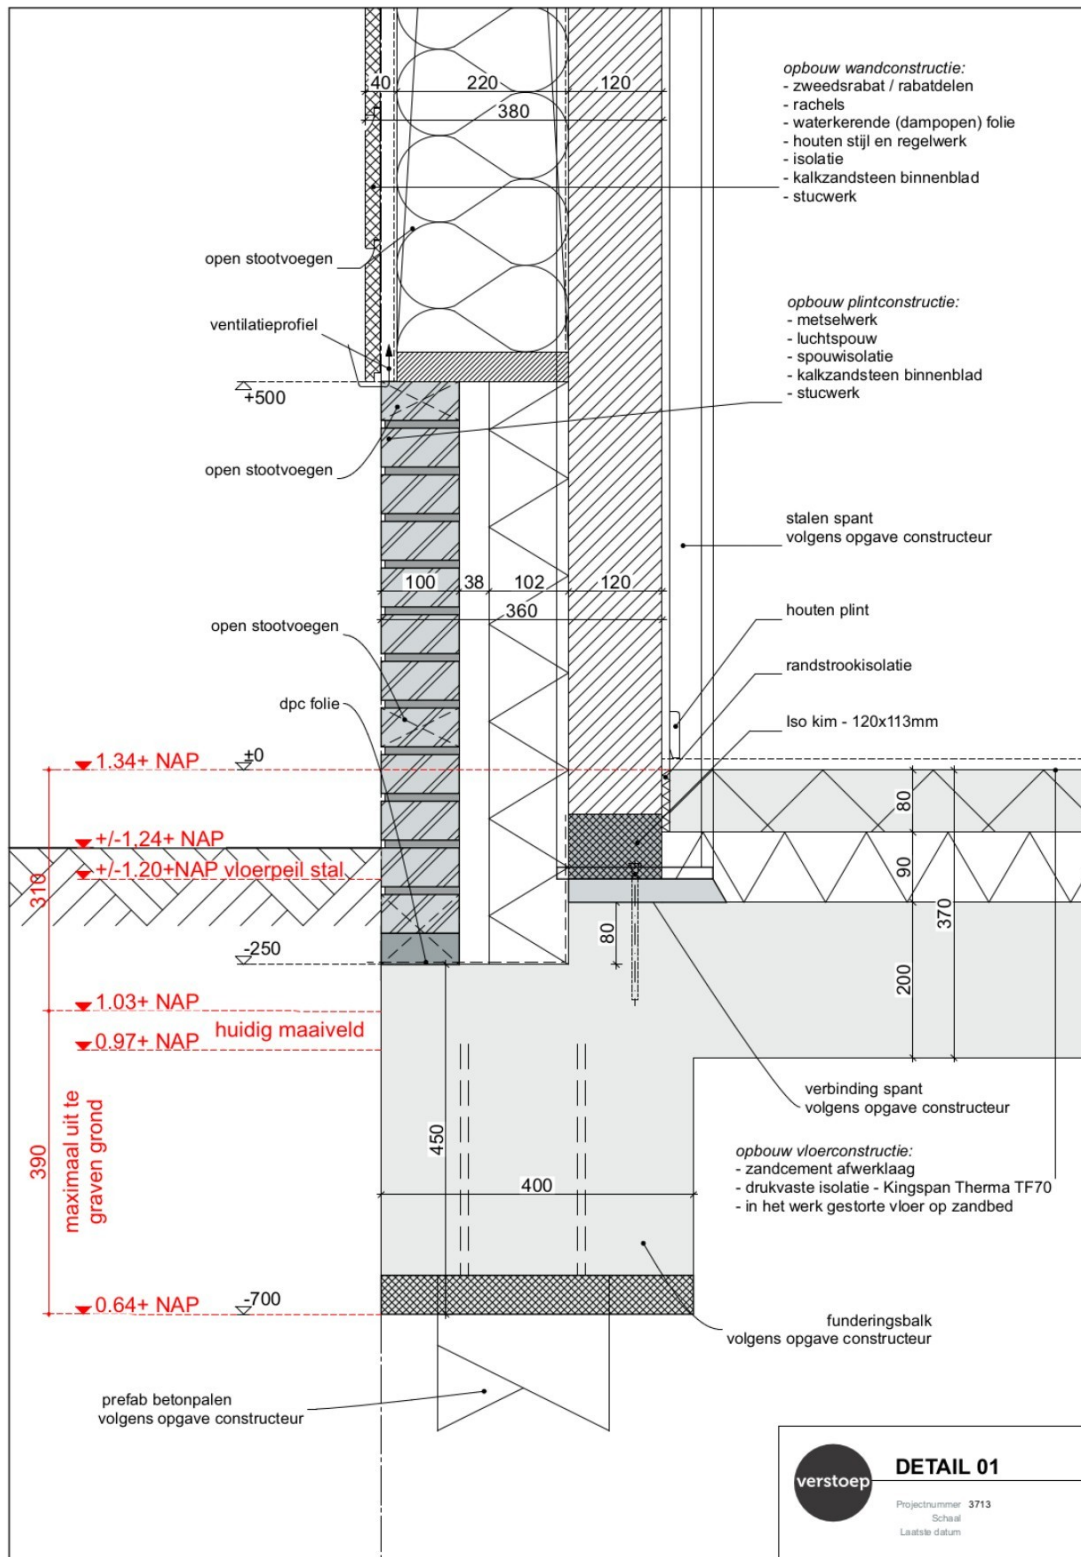 40
220
120
380
opbouw wandconstructie:
- zweedsrabat / rabatdelen
- rachels
- waterkerende (dampopen) folie
- houten stijl en regelwerk
- isolatie
- kalkzandsteen binnenblad
- stucwerk
open stootvoegen
ventilatieprofiel
+500
opbouw plintconstructie:
- metselwerk
- luchtspouw
- spouwisolatie
- kalkzandsteen binnenblad
- stucwerk
open stootvoegen
stalen spant
volgens opgave constructeur
100
38
102
120
360
open stootvoegen
houten plint
randstrookisolatie
dpc folie
Iso kim - 120x113mm
1.34+ NAP
±0
+/-1,24+ NAP
+/-1.20+NAP vloerpeil stal
310
80
90
370
200
80
-250
1.03+ NAP
huidig maaiveld
0.97+ NAP
390
maximaal uit te
graven grond
450
400
verbinding spant
volgens opgave constructeur
opbouw vloerconstructie:
- zandcement afwerklaag
- drukvaste isolatie - Kingspan Therma TF70
- in het werk gestorte vloer op zandbed
0.64+ NAP
-700
funderingsbalk
volgens opgave constructeur
prefab betonpalen
volgens opgave constructeur
verstoep
DETAIL 01
Projectnummer 3713
Schaal
Laatste datum